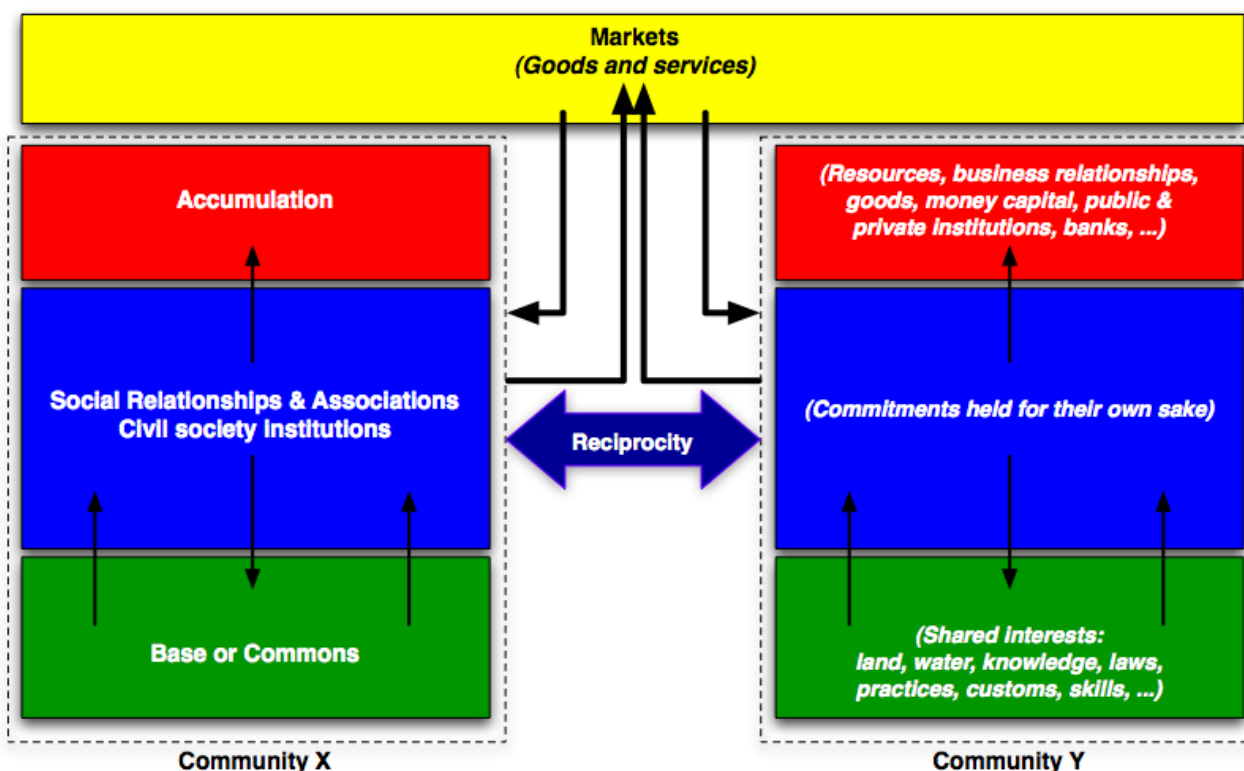 Markets
(Goods and services)
Accumulation
(Resources, business relationships,
goods, money capital, public &
private institutions, banks, ...)
Social Relationships & Associations
Civil society institutions
Reciprocity
(Commitments held for their own sake)
Base or Commons
(Shared interests:
land, water, knowledge, laws,
practices, customs, skills, ...)
Community X
Community Y